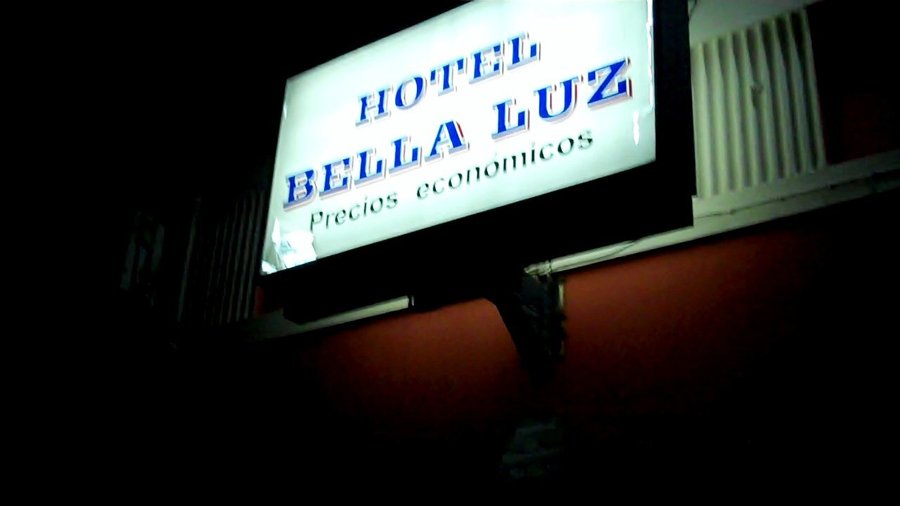 HOTEL
BELLA LUZ
Precios económicos